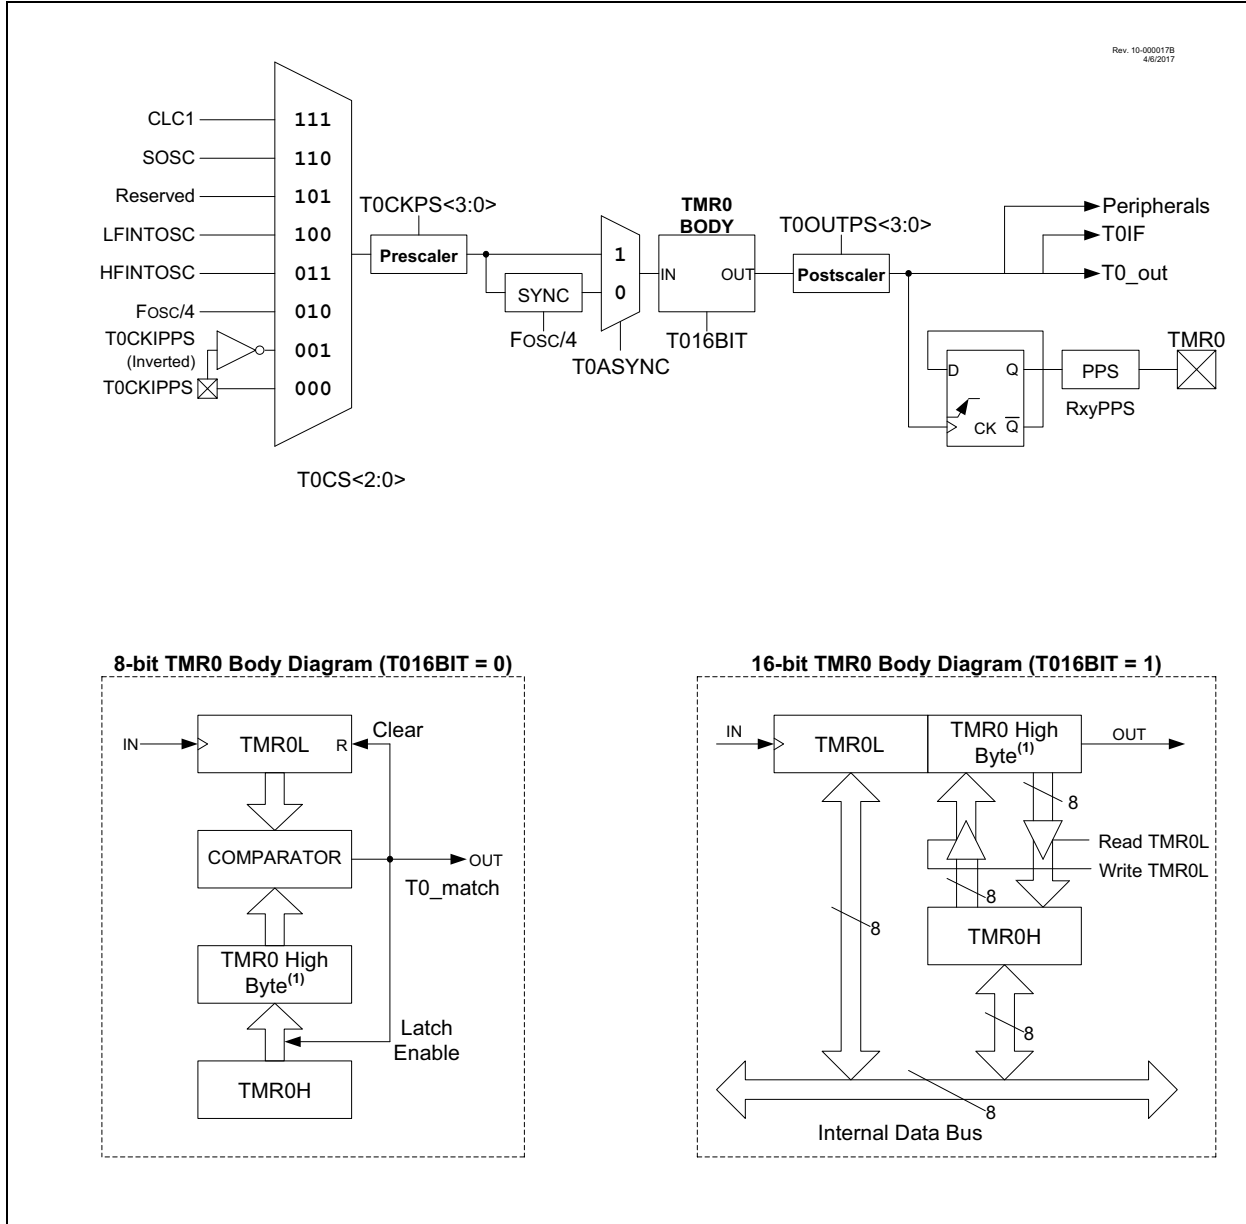 Rev. 10-000017B
4/6/2017
CLC1
111
SOSC
110
Reserved
101
LFINTOSC
100
HFINTOSC
011
FOSC/4
010
T0CKIPPS
(Inverted)
001
T0CKIPPS
000
T0CS<2:0>
T0CKPS<3:0>
Prescaler
SYNC
FOSC/4
1
0
T0ASYNC
TMR0
BODY
IN
OUT
T016BIT
T0OUTPS<3:0>
Postscaler
Peripherals
T0IF
T0_out
D
Q
CK
Q
PPS
RxyPPS
TMR0
8-bit TMR0 Body Diagram (T016BIT = 0)
IN
TMR0L
R
Clear
COMPARATOR
OUT
T0_match
TMR0 High
Byte(1)
Latch
Enable
TMR0H
16-bit TMR0 Body Diagram (T016BIT = 1)
IN
TMR0L
TMR0 High
Byte(1)
OUT
8
Read TMR0L
Write TMR0L
8
8
TMR0H
8
8
Internal Data Bus